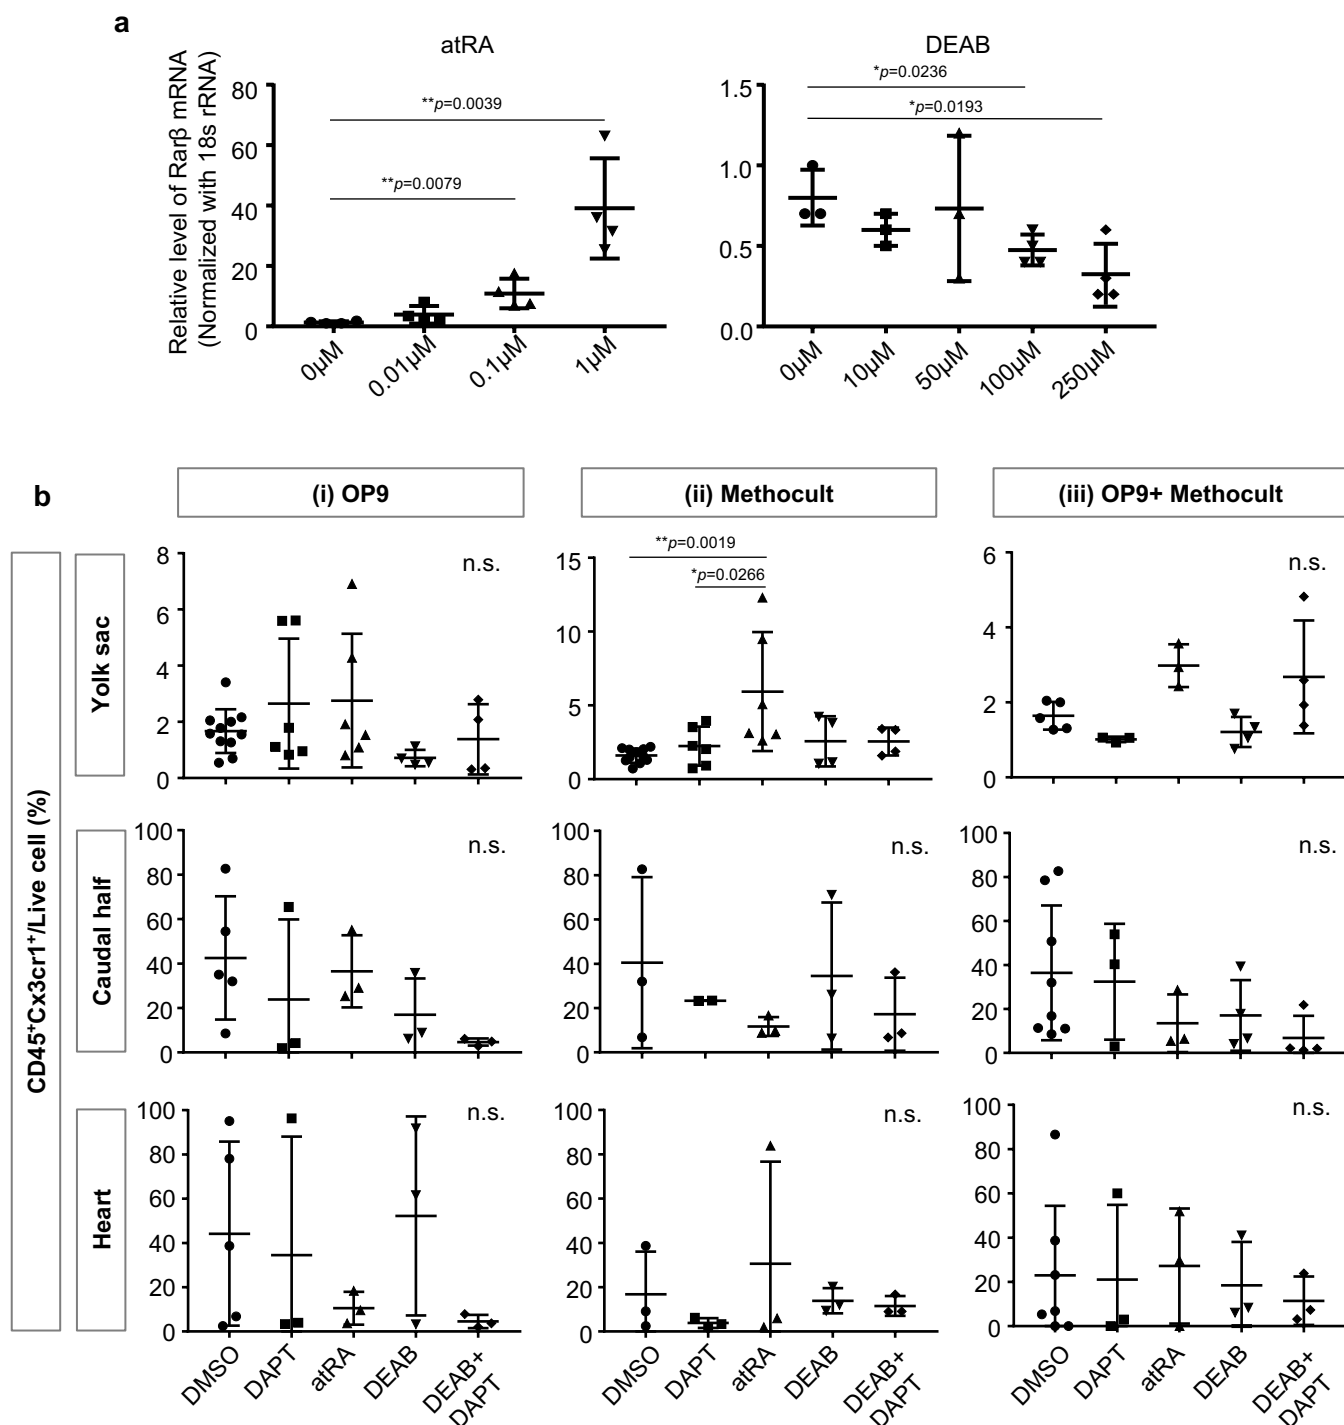 a
atRA
DEAB
Relative level of Rarβ mRNA
(Normalized with 18s rRNA)
80
60
40
20
0
**p=0.0039
**p=0.0079
0μM
0.01μM
0.1μM
1μM
1.5
1.0
0.5
0.0
*p=0.0236
*p=0.0193
0μM
10μM
50μM
100μM
250μM
b
(i) OP9
(ii) Methocult
(iii) OP9+ Methocult
CD45⁺Cx3cr1⁺/Live cell (%)
Yolk sac
8
6
4
2
0
n.s.
15
10
5
0
**p=0.0019
*p=0.0266
6
4
2
0
n.s.
Caudal half
100
80
60
40
20
0
n.s.
100
80
60
40
20
0
n.s.
100
80
60
40
20
0
n.s.
Heart
100
80
60
40
20
0
n.s.
100
80
60
40
20
0
n.s.
100
80
60
40
20
0
n.s.
DMSO
DAPT
atRA
DEAB
DEAB+
DAPT
DMSO
DAPT
atRA
DEAB
DEAB+
DAPT
DMSO
DAPT
atRA
DEAB
DEAB+
DAPT